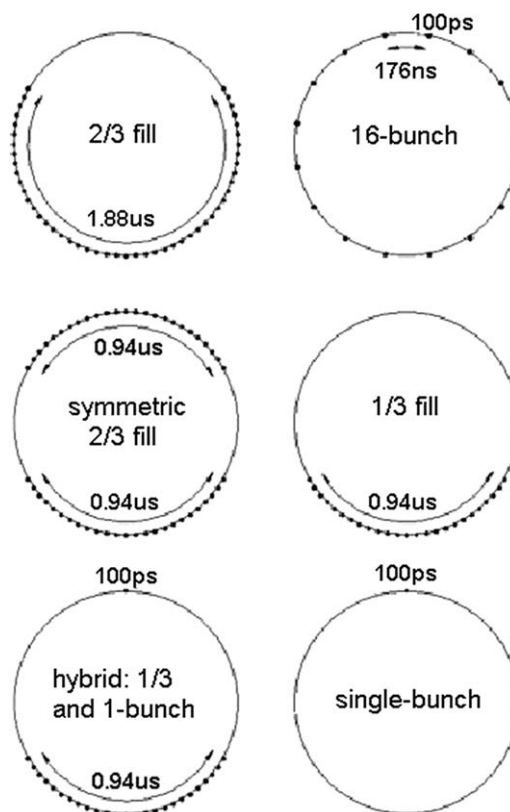 2/3 fill
1.88us
100ps
176ns
16-bunch
0.94us
symmetric
2/3 fill
0.94us
1/3 fill
0.94us
100ps
hybrid: 1/3
and 1-bunch
0.94us
100ps
single-bunch